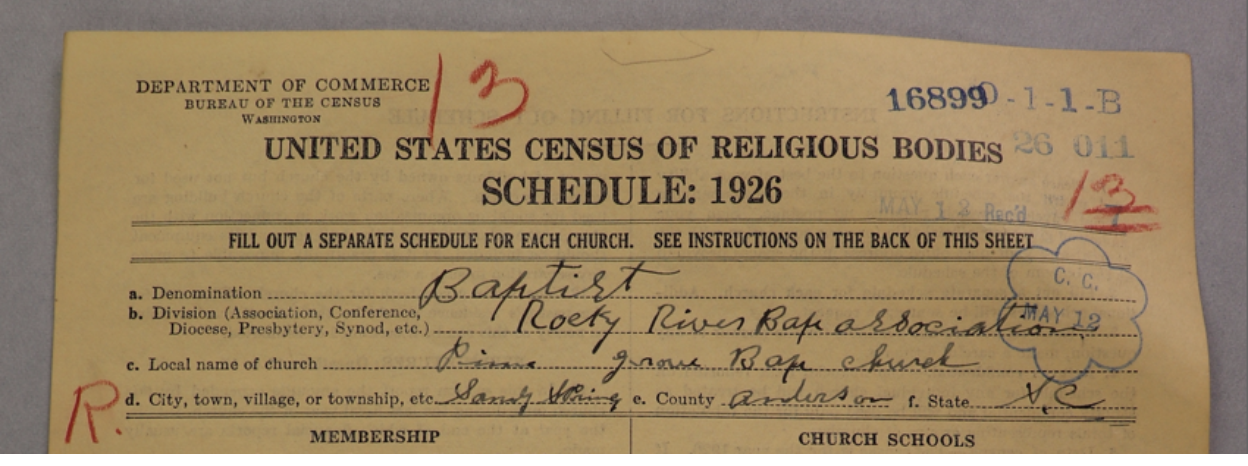 DEPARTMENT OF COMMERCE
BUREAU OF THE CENSUS
WASHINGTON
13
16899 D-1-1-B
26 011
UNITED STATES CENSUS OF RELIGIOUS BODIES
SCHEDULE: 1926
MAY 12 Rec'd
13
FILL OUT A SEPARATE SCHEDULE FOR EACH CHURCH. SEE INSTRUCTIONS ON THE BACK OF THIS SHEET
C. C.
MAY 12
a. Denomination Baptist
b. Division (Association, Conference,
Diocese, Presbytery, Synod, etc.) Rocky River Bap association
c. Local name of church grove Bap church
d. City, town, village, or township, etc. Sandy Spring e. County anderson f. State S,C
R.
MEMBERSHIP
CHURCH SCHOOLS